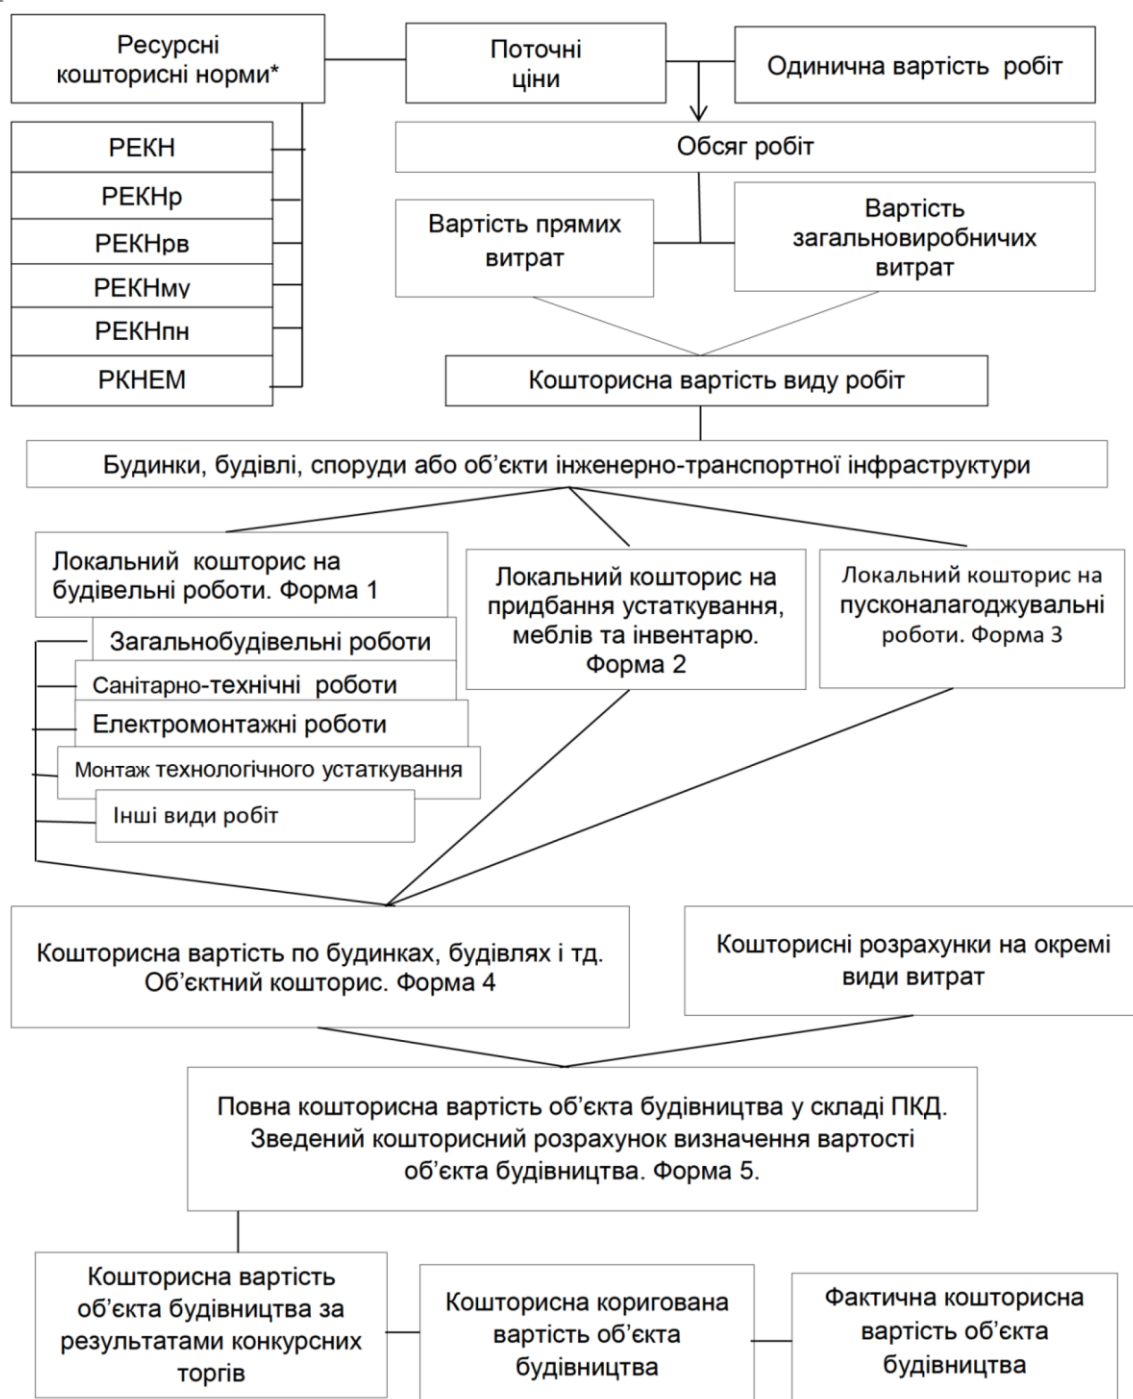 Ресурсні
кошторисні норми*
Поточні
ціни
Одинична вартість робіт
РЕКН
РЕКНр
РЕКНрв
РЕКНму
РЕКНпн
РКНЕМ
Обсяг робіт
Вартість прямих
витрат
Вартість
загальновиробничих
витрат
Кошторисна вартість виду робіт
Будинки, будівлі, споруди або об’єкти інженерно-транспортної інфраструктури
Локальний кошторис на
будівельні роботи. Форма 1
Загальнобудівельні роботи
Санітарно-технічні роботи
Електромонтажні роботи
Монтаж технологічного устаткування
Інші види робіт
Локальний кошторис на
придбання устаткування,
меблів та інвентарю.
Форма 2
Локальний кошторис на
пусконалагоджувальні
роботи. Форма 3
Кошторисна вартість по будинках, будівлях і тд.
Об’єктний кошторис. Форма 4
Кошторисні розрахунки на окремі
види витрат
Повна кошторисна вартість об’єкта будівництва у складі ПКД.
Зведений кошторисний розрахунок визначення вартості
об’єкта будівництва. Форма 5.
Кошторисна вартість
об’єкта будівництва за
результатами конкурсних
торгів
Кошторисна коригована
вартість об’єкта
будівництва
Фактична кошторисна
вартість об’єкта
будівництва